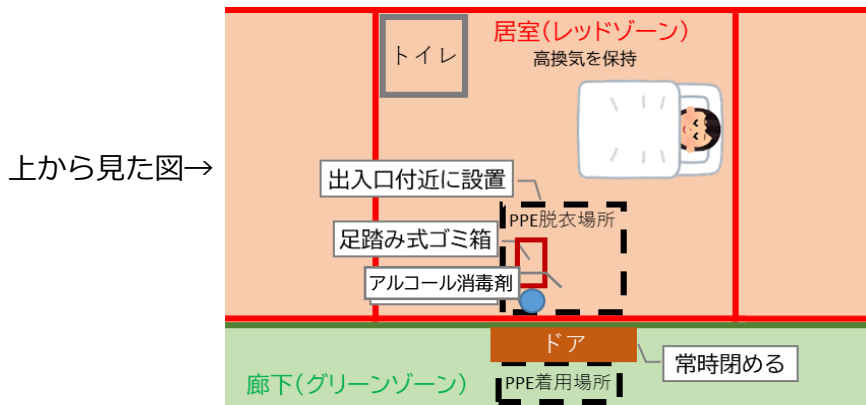 居室(レッドゾーン)
トイレ
高換気を保持
上から見た図→
出入口付近に設置
PPE脱衣場所
足踏み式ゴミ箱
アルコール消毒剤
ドア
常時閉める
廊下(グリーンゾーン)
PPE着用場所